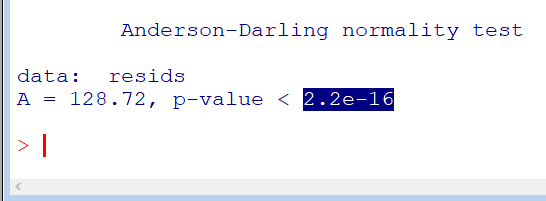 Anderson-Darling normality test
data:  resids
A = 128.72, p-value < 2.2e-16
>